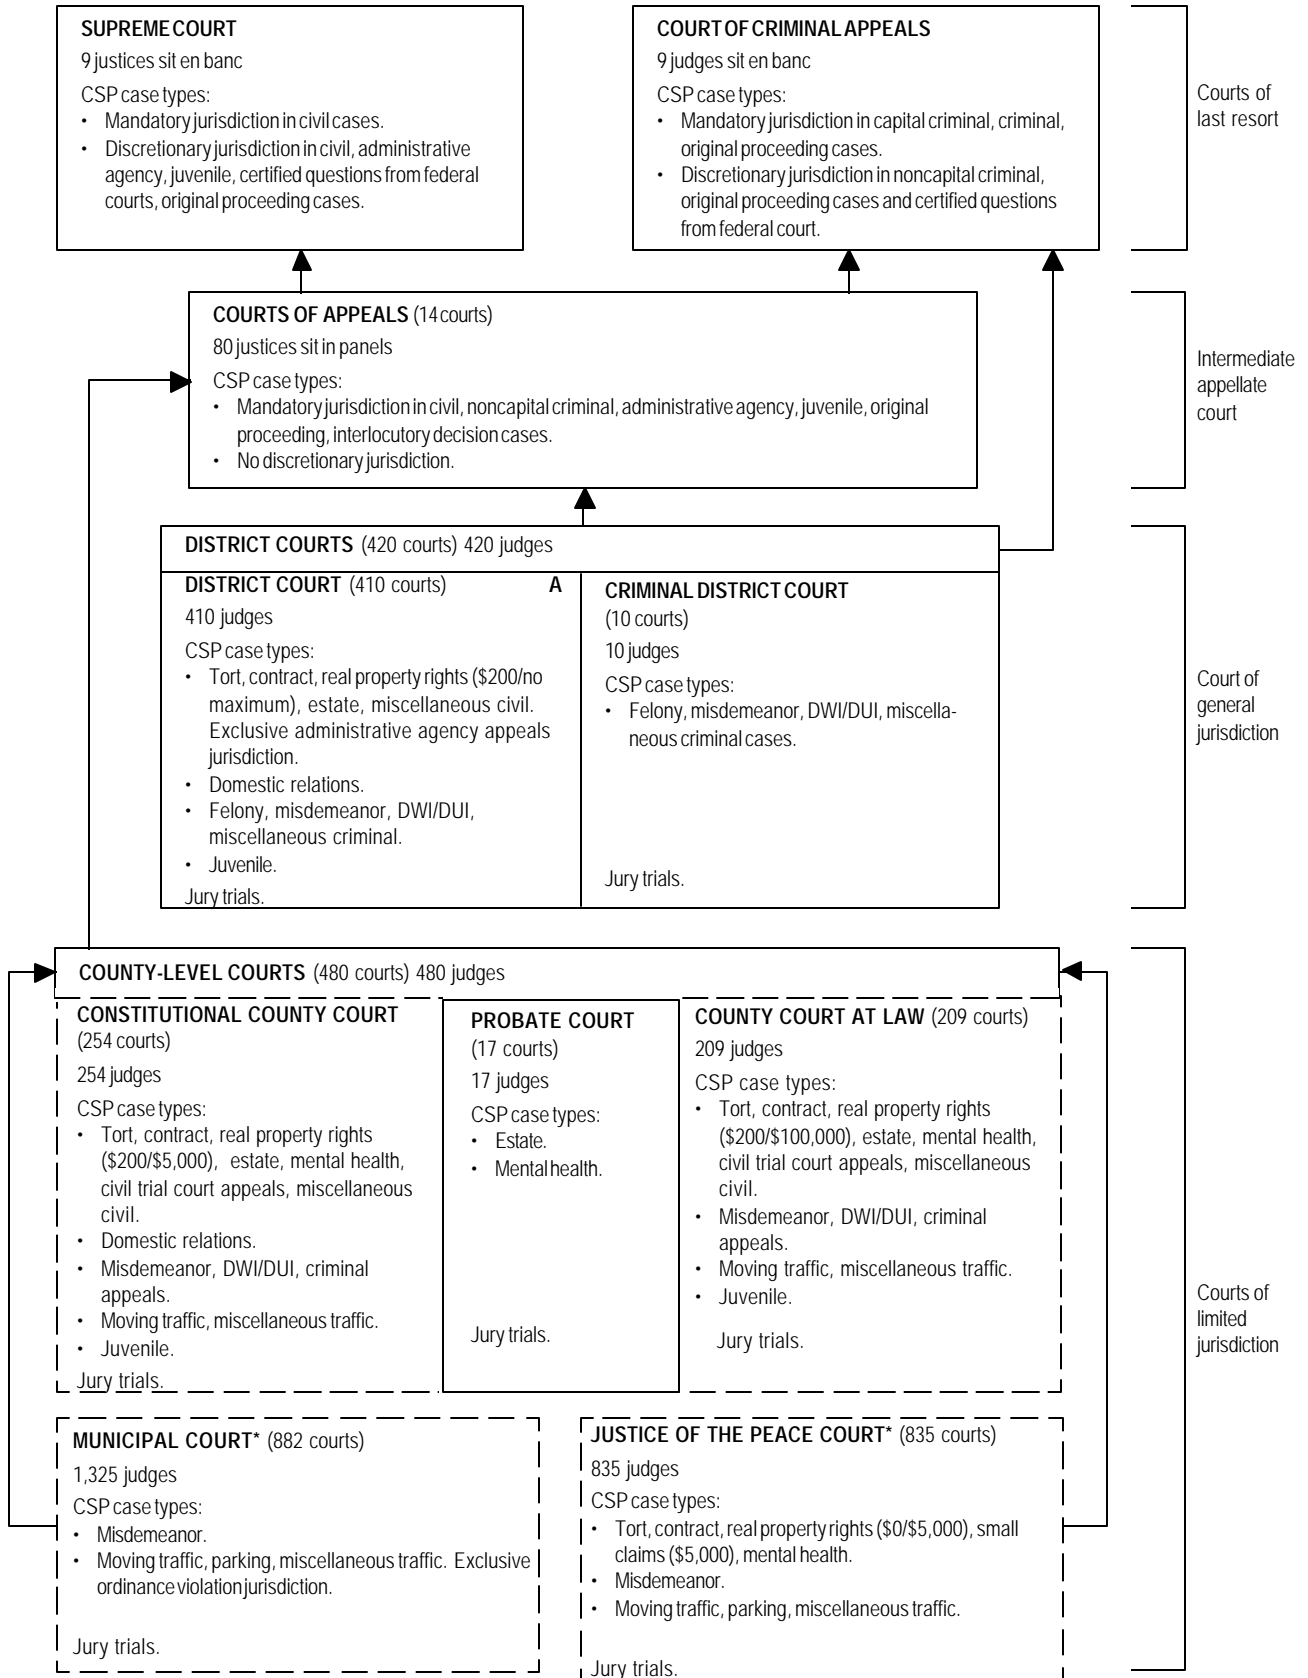 SUPREME COURT
9 justices sit en banc
CSP case types:
• Mandatory jurisdiction in civil cases.
• Discretionary jurisdiction in civil, administrative
agency, juvenile, certified questions from federal
courts, original proceeding cases.
COURT OF CRIMINAL APPEALS
9 judges sit en banc
CSP case types:
• Mandatory jurisdiction in capital criminal, criminal,
original proceeding cases.
• Discretionary jurisdiction in noncapital criminal,
original proceeding cases and certified questions
from federal court.
Courts of
last resort
COURTS OF APPEALS (14 courts)
80 justices sit in panels
CSP case types:
• Mandatory jurisdiction in civil, noncapital criminal, administrative agency, juvenile, original
proceeding, interlocutory decision cases.
• No discretionary jurisdiction.
Intermediate
appellate
court
DISTRICT COURTS (420 courts) 420 judges
DISTRICT COURT (410 courts) A
410 judges
CSP case types:
• Tort, contract, real property rights ($200/no
maximum), estate, miscellaneous civil.
Exclusive administrative agency appeals
jurisdiction.
• Domestic relations.
• Felony, misdemeanor, DWI/DUI,
miscellaneous criminal.
• Juvenile.
Jury trials.
CRIMINAL DISTRICT COURT
(10 courts)
10 judges
CSP case types:
• Felony, misdemeanor, DWI/DUI, miscella-
neous criminal cases.
Jury trials.
Court of
general
jurisdiction
COUNTY-LEVEL COURTS (480 courts) 480 judges
CONSTITUTIONAL COUNTY COURT
(254 courts)
254 judges
CSP case types:
• Tort, contract, real property rights
($200/$5,000), estate, mental health,
civil trial court appeals, miscellaneous
civil.
• Domestic relations.
• Misdemeanor, DWI/DUI, criminal
appeals.
• Moving traffic, miscellaneous traffic.
• Juvenile.
Jury trials.
PROBATE COURT
(17 courts)
17 judges
CSP case types:
• Estate.
• Mental health.
Jury trials.
COUNTY COURT AT LAW (209 courts)
209 judges
CSP case types:
• Tort, contract, real property rights
($200/$100,000), estate, mental health,
civil trial court appeals, miscellaneous
civil.
• Misdemeanor, DWI/DUI, criminal
appeals.
• Moving traffic, miscellaneous traffic.
• Juvenile.
Jury trials.
Courts of
limited
jurisdiction
MUNICIPAL COURT* (882 courts)
1,325 judges
CSP case types:
• Misdemeanor.
• Moving traffic, parking, miscellaneous traffic. Exclusive
ordinance violation jurisdiction.
Jury trials.
JUSTICE OF THE PEACE COURT* (835 courts)
835 judges
CSP case types:
• Tort, contract, real property rights ($0/$5,000), small
claims ($5,000), mental health.
• Misdemeanor.
• Moving traffic, parking, miscellaneous traffic.
Jury trials.